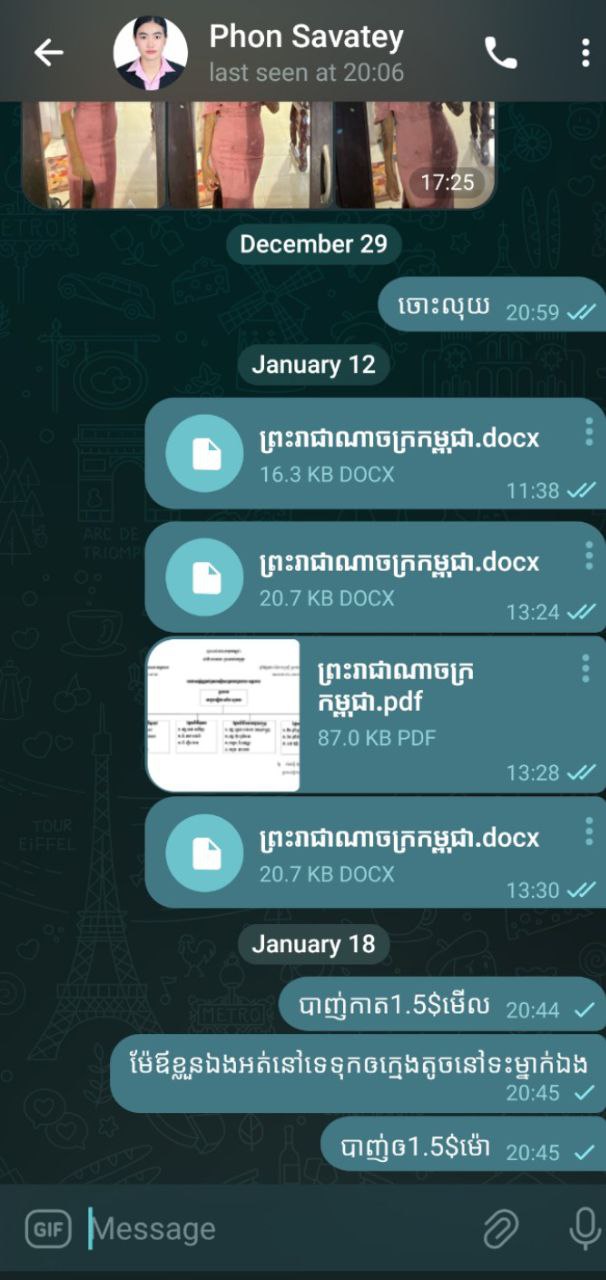 Phon Savatey
last seen at 20:06
17:25
December 29
ចោះលុយ 20:59
January 12
ព្រះរាជាណាចក្រកម្ពុជា.docx
16.3 KB DOCX
11:38
ព្រះរាជាណាចក្រកម្ពុជា.docx
20.7 KB DOCX
13:24
ព្រះរាជាណាចក្រ
កម្ពុជា.pdf
87.0 KB PDF
13:28
ព្រះរាជាណាចក្រកម្ពុជា.docx
20.7 KB DOCX
13:30
January 18
បាញ់កាត1.5$មើល 20:44
ម៉ែឪខ្លួនឯងអត់នៅទេទុកឲក្មេងតូចនៅទះម្នាក់ឯង
20:45
បាញ់ឲ1.5$ម៉ោ 20:45
GIF Message